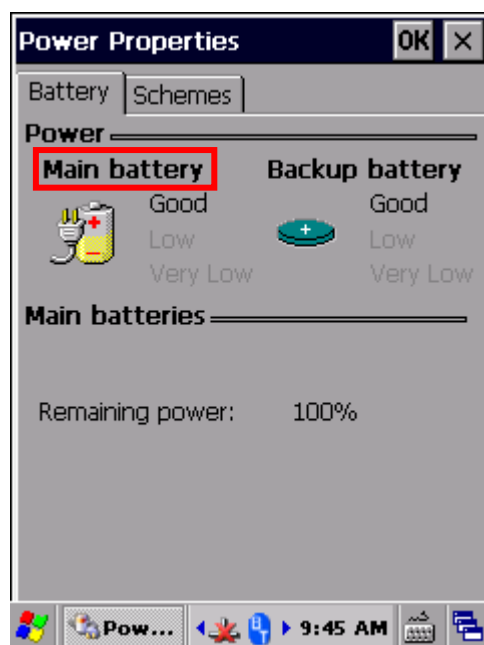 Power Properties OK ×
Battery Schemes
Power
Main battery Backup battery
Good Good
Low Low
Very Low Very Low
Main batteries
Remaining power: 100%
Pow... 9:45 AM